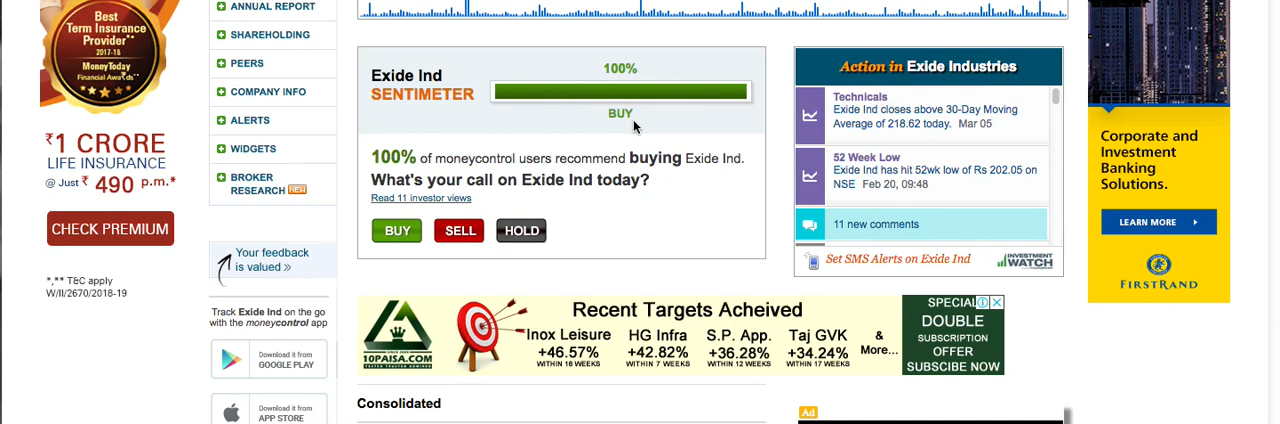 Best
Term Insurance
Provider**
2017-18
MoneyToday
Financial Awards**
₹1 CRORE
LIFE INSURANCE
@ Just ₹ 490 p.m.*
CHECK PREMIUM
*,** T&C apply
W/II/2670/2018-19
ANNUAL REPORT
SHAREHOLDING
PEERS
COMPANY INFO
ALERTS
WIDGETS
BROKER
RESEARCH NEW
Your feedback
is valued »
Track Exide Ind on the go
with the moneycontrol app
Download it from
GOOGLE PLAY
Download it from
APP STORE
Exide Ind
SENTIMETER
100%
BUY
100% of moneycontrol users recommend buying Exide Ind.
What's your call on Exide Ind today?
Read 11 investor views
BUY SELL HOLD
Action in Exide Industries
Technicals
Exide Ind closes above 30-Day Moving
Average of 218.62 today. Mar 05
52 Week Low
Exide Ind has hit 52wk low of Rs 202.05 on
NSE Feb 20, 09:48
11 new comments
Set SMS Alerts on Exide Ind
INVESTMENT
WATCH
Corporate and
Investment
Banking
Solutions.
LEARN MORE
FIRSTRAND
10PAISA.COM
Recent Targets Acheived
Inox Leisure HG Infra S.P. App. Taj GVK &
+46.57% +42.82% +36.28% +34.24% More...
WITHIN 16 WEEKS WITHIN 7 WEEKS WITHIN 12 WEEKS WITHIN 17 WEEKS
SPECIAL
DOUBLE
SUBSCRIPTION
OFFER
SUBSCIBE NOW
Consolidated
Ad